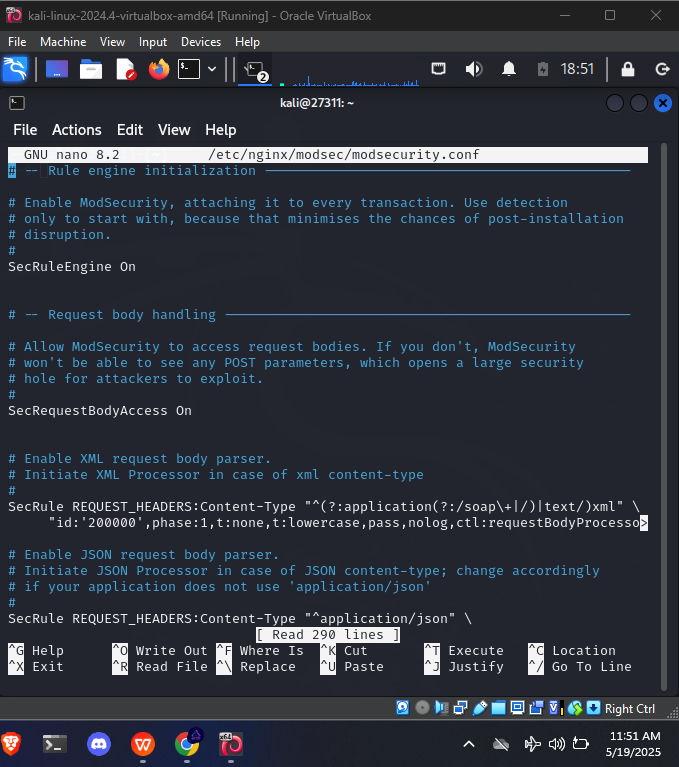 kali-linux-2024.4-virtualbox-amd64 [Running] - Oracle VirtualBox
File Machine View Input Devices Help
2
18:51
kali@27311: ~
File Actions Edit View Help
GNU nano 8.2 /etc/nginx/modsec/modsecurity.conf
# -- Rule engine initialization ----------------------------------------------
# Enable ModSecurity, attaching it to every transaction. Use detection
# only to start with, because that minimises the chances of post-installation
# disruption.
#
SecRuleEngine On
# -- Request body handling ---------------------------------------------------
# Allow ModSecurity to access request bodies. If you don't, ModSecurity
# won't be able to see any POST parameters, which opens a large security
# hole for attackers to exploit.
#
SecRequestBodyAccess On
# Enable XML request body parser.
# Initiate XML Processor in case of xml content-type
#
SecRule REQUEST_HEADERS:Content-Type "^(?:application(?:/soap\+|/)|text/)xml" \
"id:'200000',phase:1,t:none,t:lowercase,pass,nolog,ctl:requestBodyProcesso>
# Enable JSON request body parser.
# Initiate JSON Processor in case of JSON content-type; change accordingly
# if your application does not use 'application/json'
#
SecRule REQUEST_HEADERS:Content-Type "^application/json" \
[ Read 290 lines ]
^G Help ^O Write Out ^F Where Is ^K Cut ^T Execute ^C Location
^X Exit ^R Read File ^\ Replace ^U Paste ^J Justify ^/ Go To Line
Right Ctrl
11:51 AM
5/19/2025